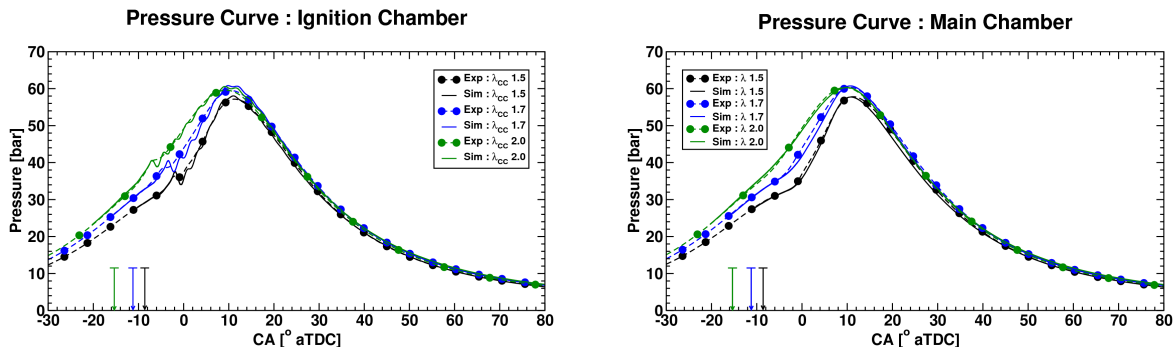 Pressure Curve : Ignition Chamber
70
60
50
40
30
20
10
0
Pressure [bar]
Exp : λCC 1.5
Sim : λCC 1.5
Exp : λCC 1.7
Sim : λCC 1.7
Exp : λCC 2.0
Sim : λCC 2.0
-30 -20 -10 0 10 20 30 40 50 60 70 80
CA [° aTDC]
Pressure Curve : Main Chamber
70
60
50
40
30
20
10
0
Pressure [bar]
Exp : λ 1.5
Sim : λ 1.5
Exp : λ 1.7
Sim : λ 1.7
Exp : λ 2.0
Sim : λ 2.0
-30 -20 -10 0 10 20 30 40 50 60 70 80
CA [° aTDC]